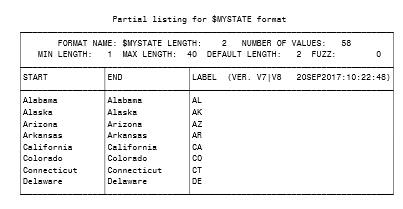 Partial listing for $MYSTATE format
FORMAT NAME: $MYSTATE LENGTH: 2 NUMBER OF VALUES: 58
MIN LENGTH: 1 MAX LENGTH: 40 DEFAULT LENGTH: 2 FUZZ: 0
START END LABEL (VER. V7|V8 20SEP2017:10:22:48)
Alabama Alabama AL
Alaska Alaska AK
Arizona Arizona AZ
Arkansas Arkansas AR
California California CA
Colorado Colorado CO
Connecticut Connecticut CT
Delaware Delaware DE